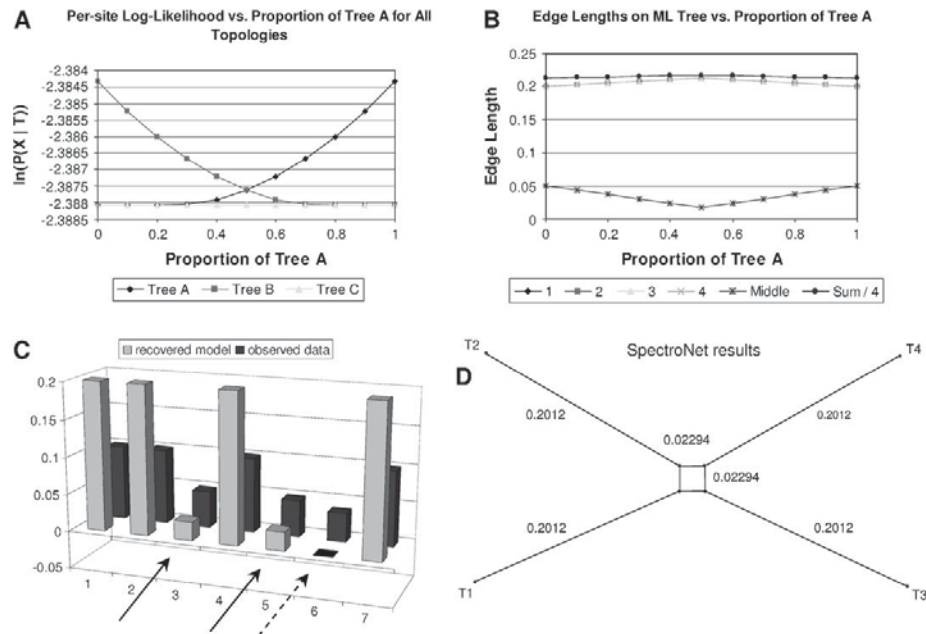 A
Per-site Log-Likelihood vs. Proportion of Tree A for All
Topologies
ln(P(X | T))
-2.384
-2.3845
-2.385
-2.3855
-2.386
-2.3865
-2.387
-2.3875
-2.388
-2.3885
0 0.2 0.4 0.6 0.8 1
Proportion of Tree A
Tree A Tree B Tree C
B
Edge Lengths on ML Tree vs. Proportion of Tree A
Edge Length
0.25
0.2
0.15
0.1
0.05
0
0 0.2 0.4 0.6 0.8 1
Proportion of Tree A
1 2 3 4 Middle Sum / 4
C
recovered model observed data
0.2
0.15
0.1
0.05
0
-0.05
1 2 3 4 5 6 7
D
SpectroNet results
T2
T4
0.2012
0.2012
0.02294
0.02294
0.2012
0.2012
T1
T3